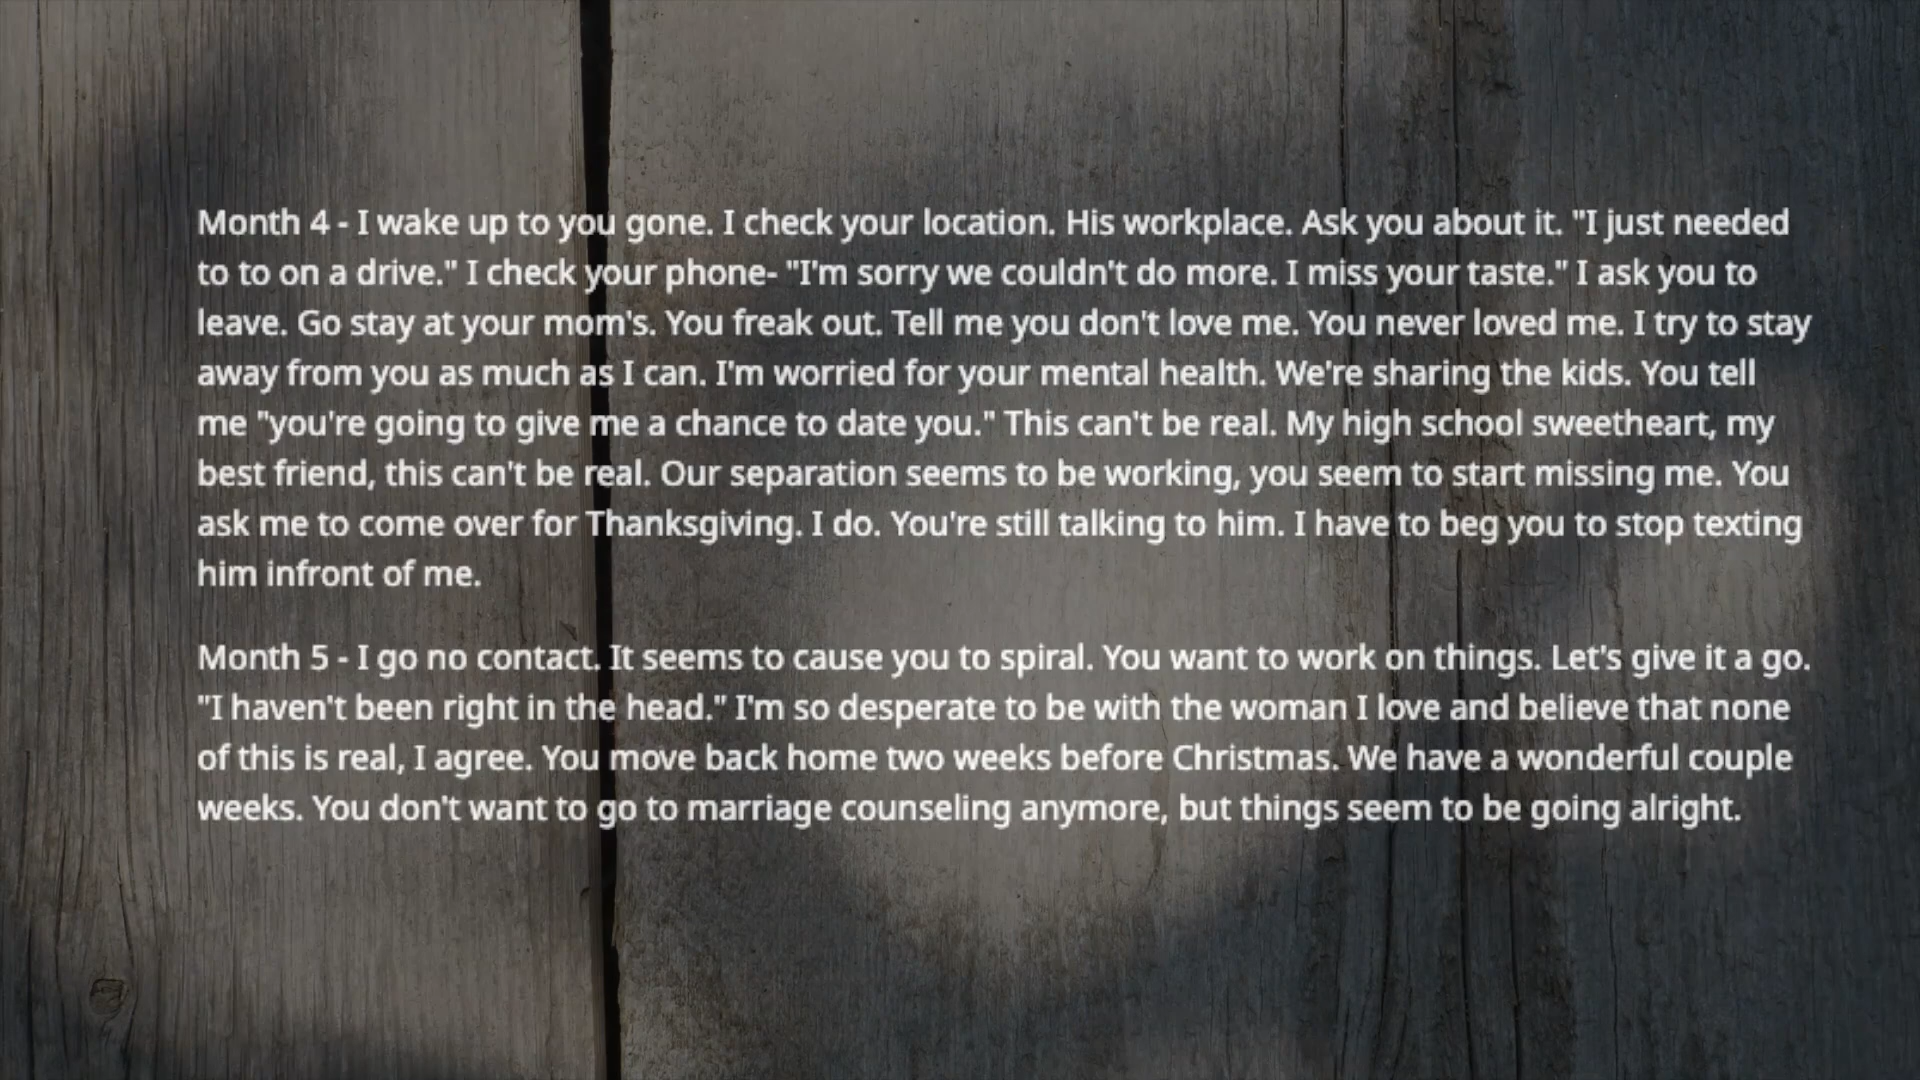 Month 4 - I wake up to you gone. I check your location. His workplace. Ask you about it. "I just needed
to to on a drive." I check your phone- "I'm sorry we couldn't do more. I miss your taste." I ask you to
leave. Go stay at your mom's. You freak out. Tell me you don't love me. You never loved me. I try to stay
away from you as much as I can. I'm worried for your mental health. We're sharing the kids. You tell
me "you're going to give me a chance to date you." This can't be real. My high school sweetheart, my
best friend, this can't be real. Our separation seems to be working, you seem to start missing me. You
ask me to come over for Thanksgiving. I do. You're still talking to him. I have to beg you to stop texting
him infront of me.
Month 5 - I go no contact. It seems to cause you to spiral. You want to work on things. Let's give it a go.
"I haven't been right in the head." I'm so desperate to be with the woman I love and believe that none
of this is real, I agree. You move back home two weeks before Christmas. We have a wonderful couple
weeks. You don't want to go to marriage counseling anymore, but things seem to be going alright.